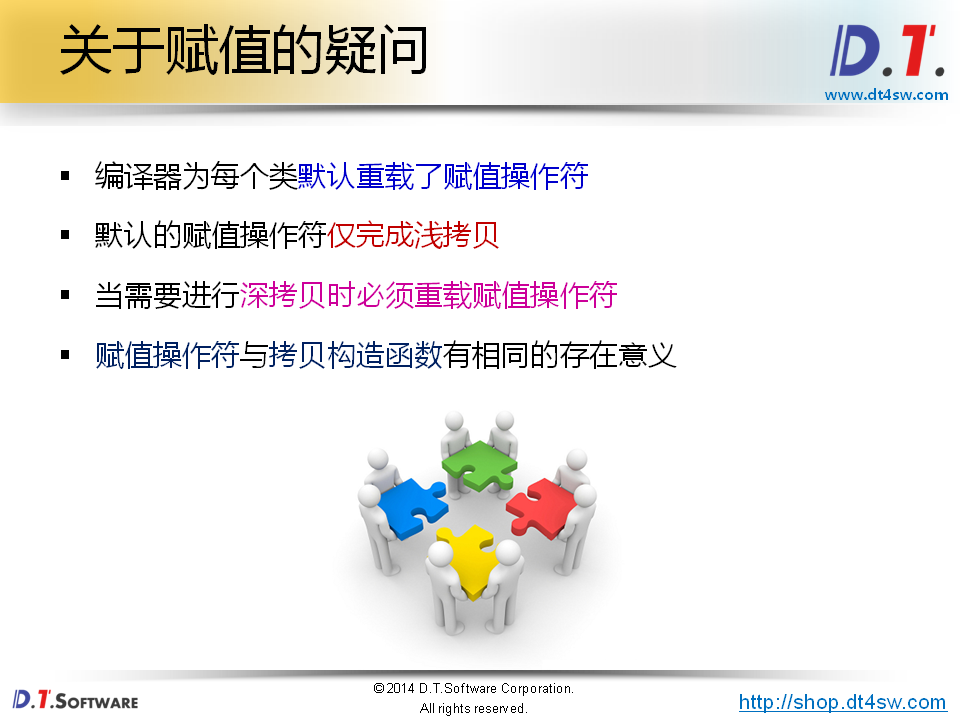 关于赋值的疑问
D.T.
www.dt4sw.com
▪ 编译器为每个类默认重载了赋值操作符
▪ 默认的赋值操作符仅完成浅拷贝
▪ 当需要进行深拷贝时必须重载赋值操作符
▪ 赋值操作符与拷贝构造函数有相同的存在意义
D.T.SOFTWARE
©2014 D.T.Software Corporation.
All rights reserved.
http://shop.dt4sw.com